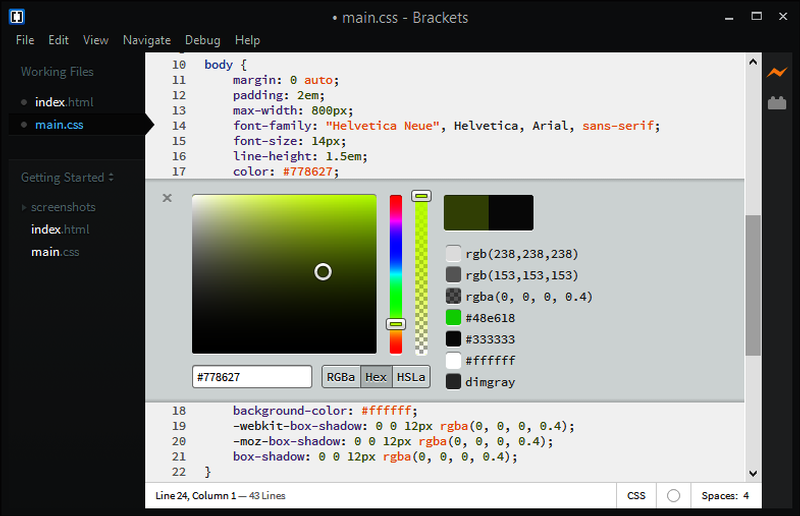 • main.css - Brackets
File Edit View Navigate Debug Help
Working Files
index.html
main.css
Getting Started
screenshots
index.html
main.css
10 body {
11 margin: 0 auto;
12 padding: 2em;
13 max-width: 800px;
14 font-family: "Helvetica Neue", Helvetica, Arial, sans-serif;
15 font-size: 14px;
16 line-height: 1.5em;
17 color: #778627;
rgb(238,238,238)
rgb(153,153,153)
rgba(0, 0, 0, 0.4)
#48e618
#333333
#ffffff
dimgray
#778627
RGBa Hex HSLa
18 background-color: #ffffff;
19 -webkit-box-shadow: 0 0 12px rgba(0, 0, 0, 0.4);
20 -moz-box-shadow: 0 0 12px rgba(0, 0, 0, 0.4);
21 box-shadow: 0 0 12px rgba(0, 0, 0, 0.4);
22 }
Line 24, Column 1 — 43 Lines
CSS
Spaces: 4